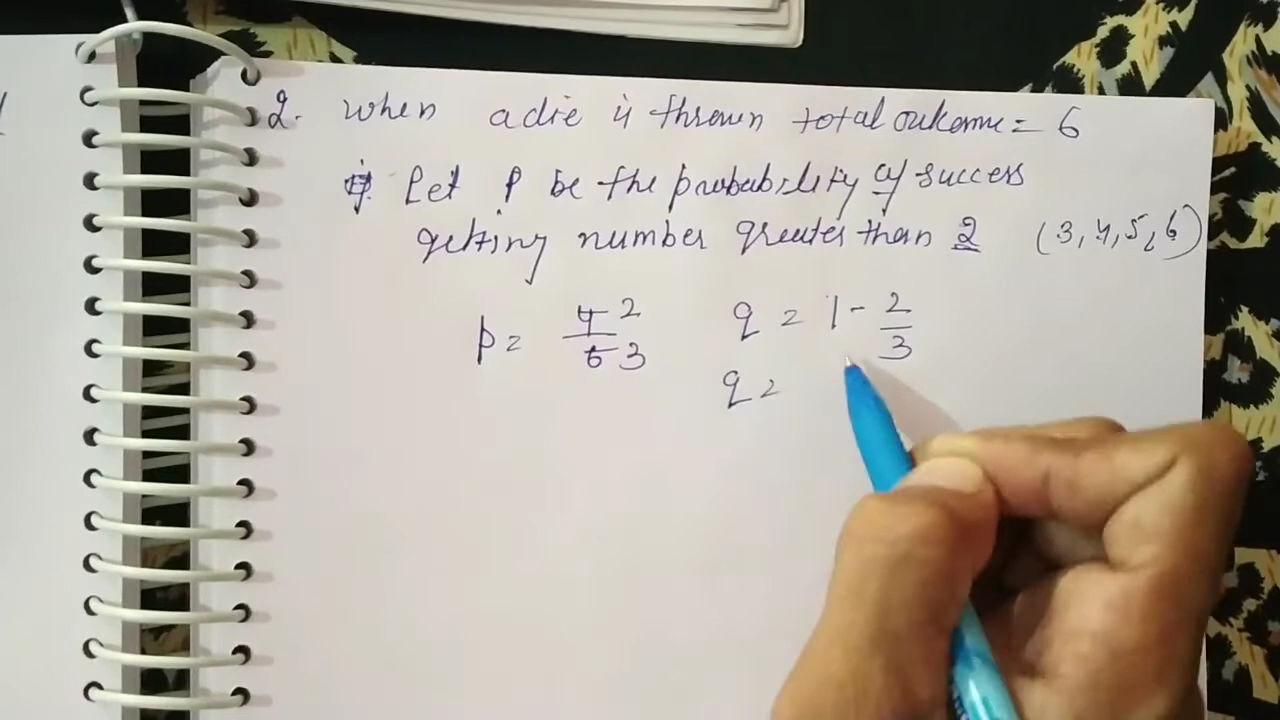 2. When a die is thrown total outcome = 6
i) Let P be the probability of success
getting number greater than 2 (3, 4, 5, 6)
p = 4/6 2/3 q = 1 - 2/3
q =